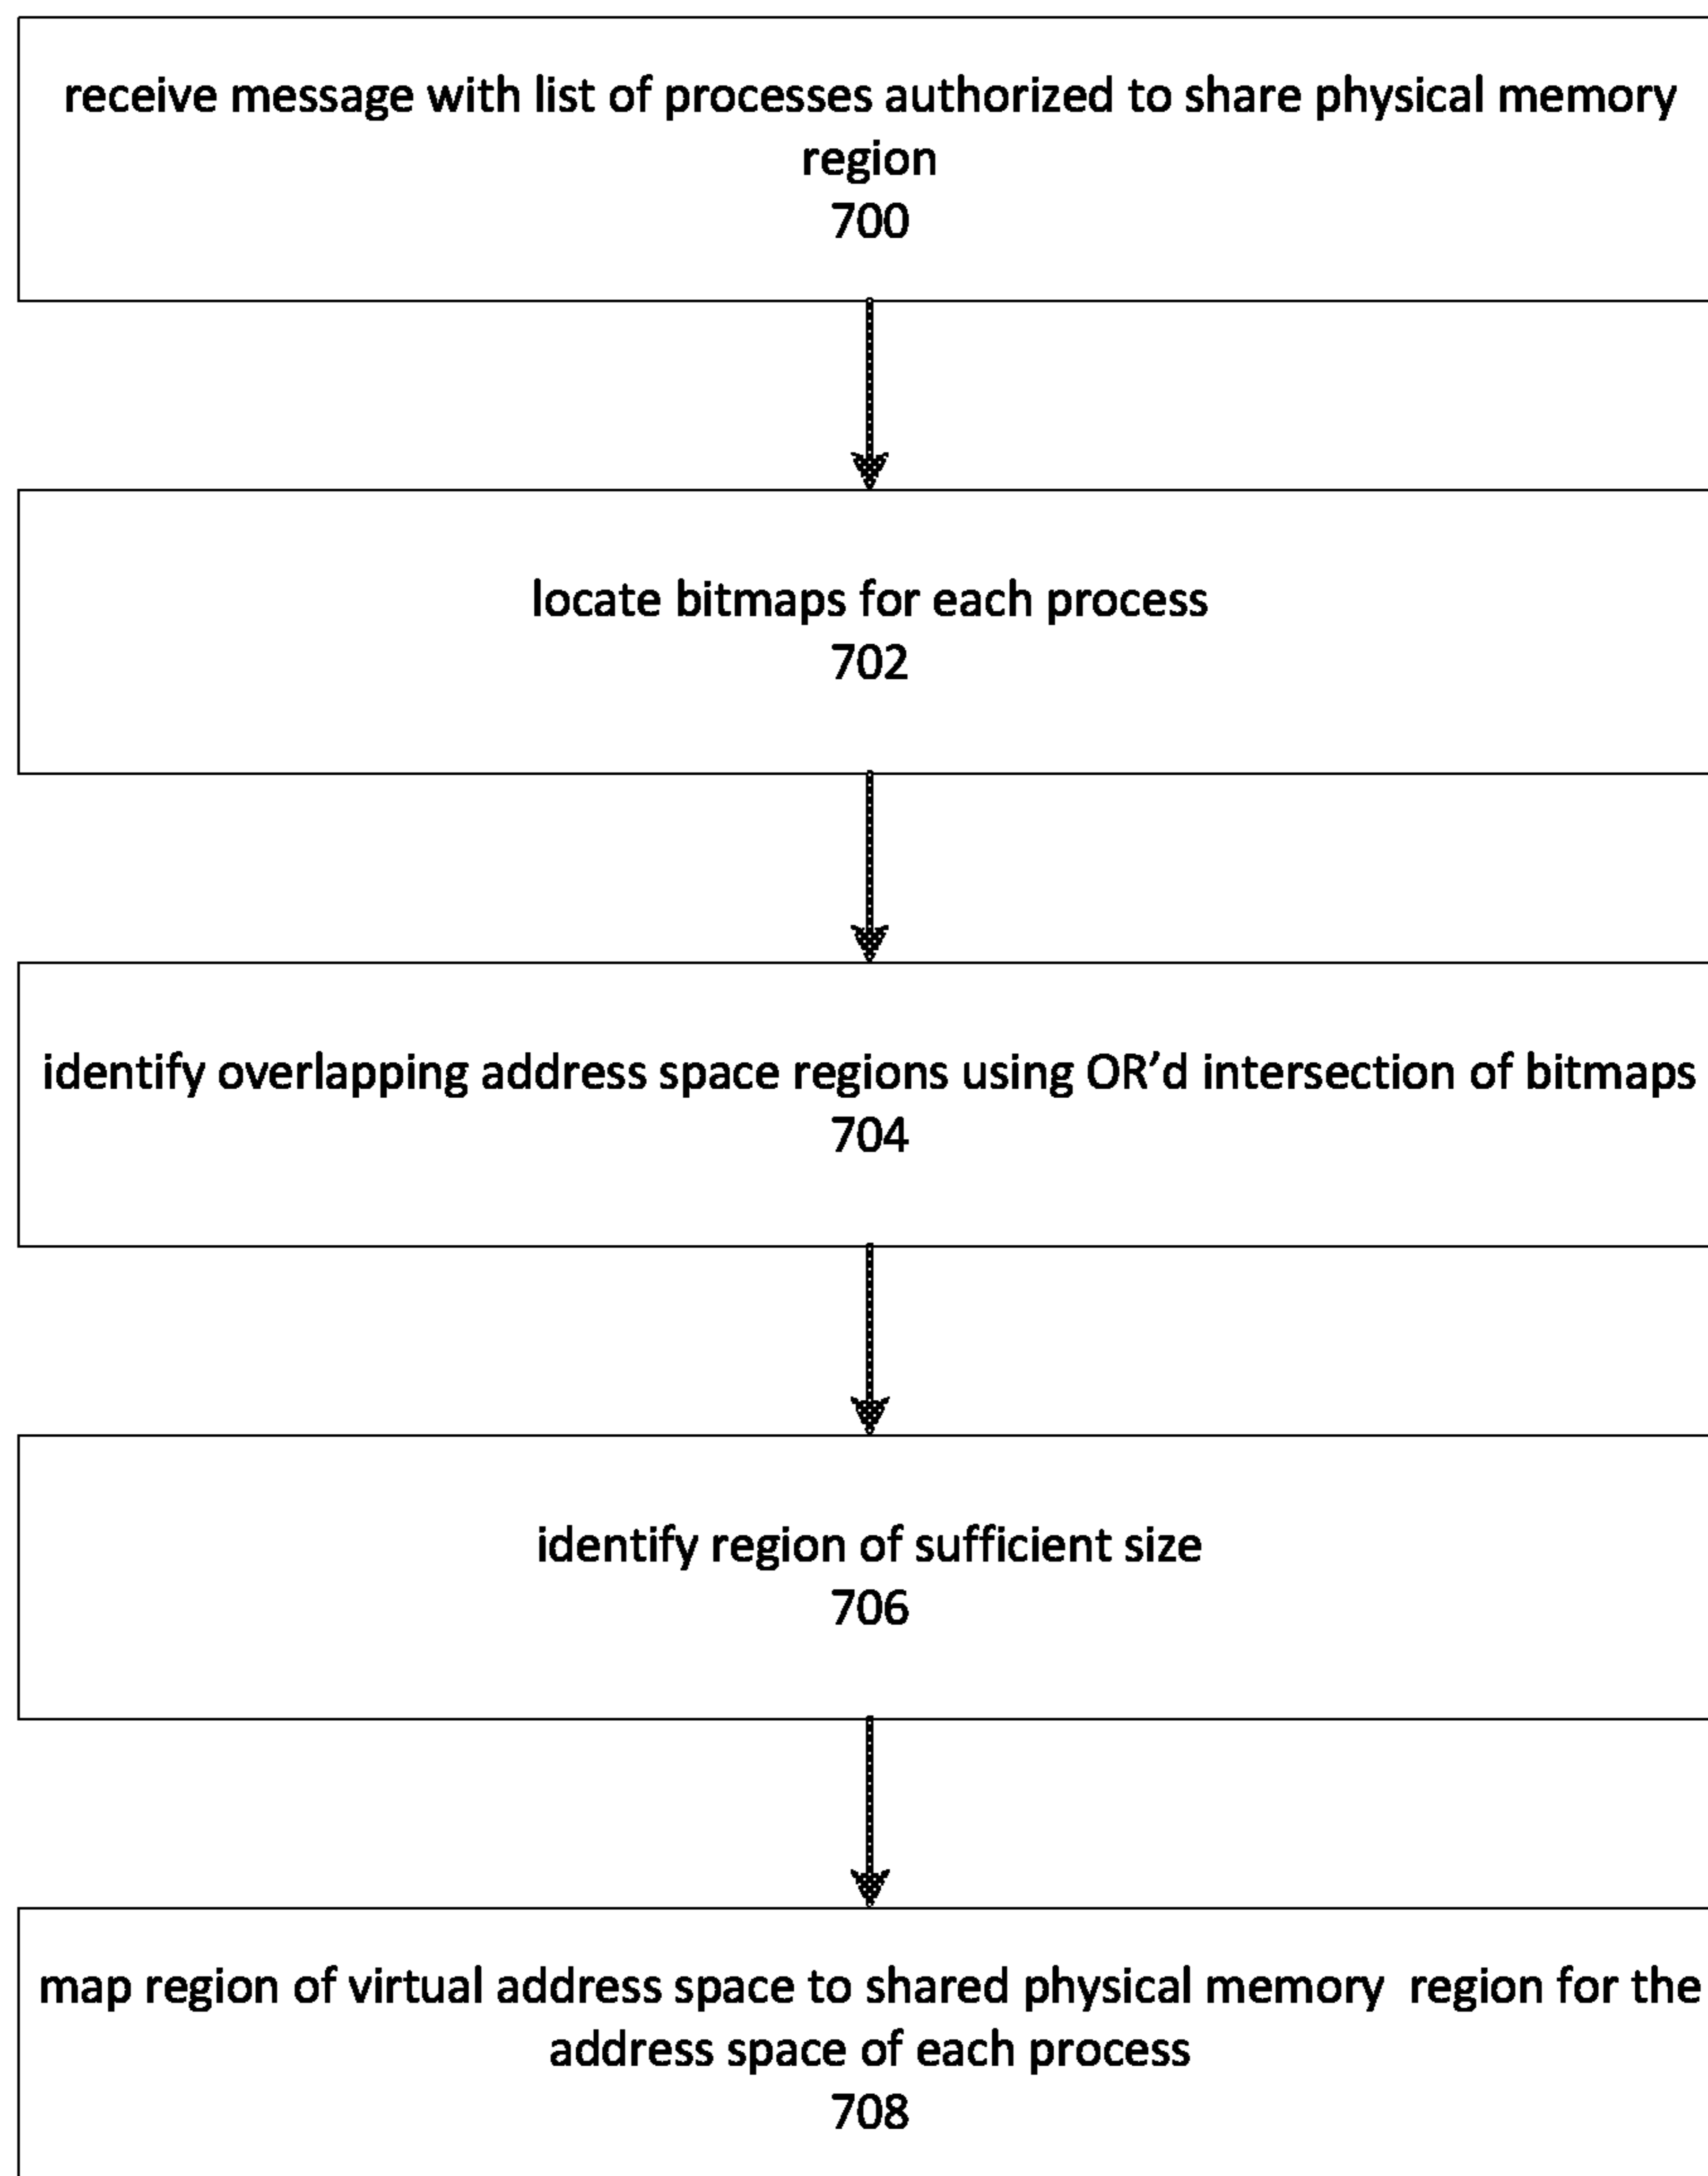 receive message with list of processes authorized to share physical memory
region
700
locate bitmaps for each process
702
identify overlapping address space regions using OR’d intersection of bitmaps
704
identify region of sufficient size
706
map region of virtual address space to shared physical memory region for the
address space of each process
708